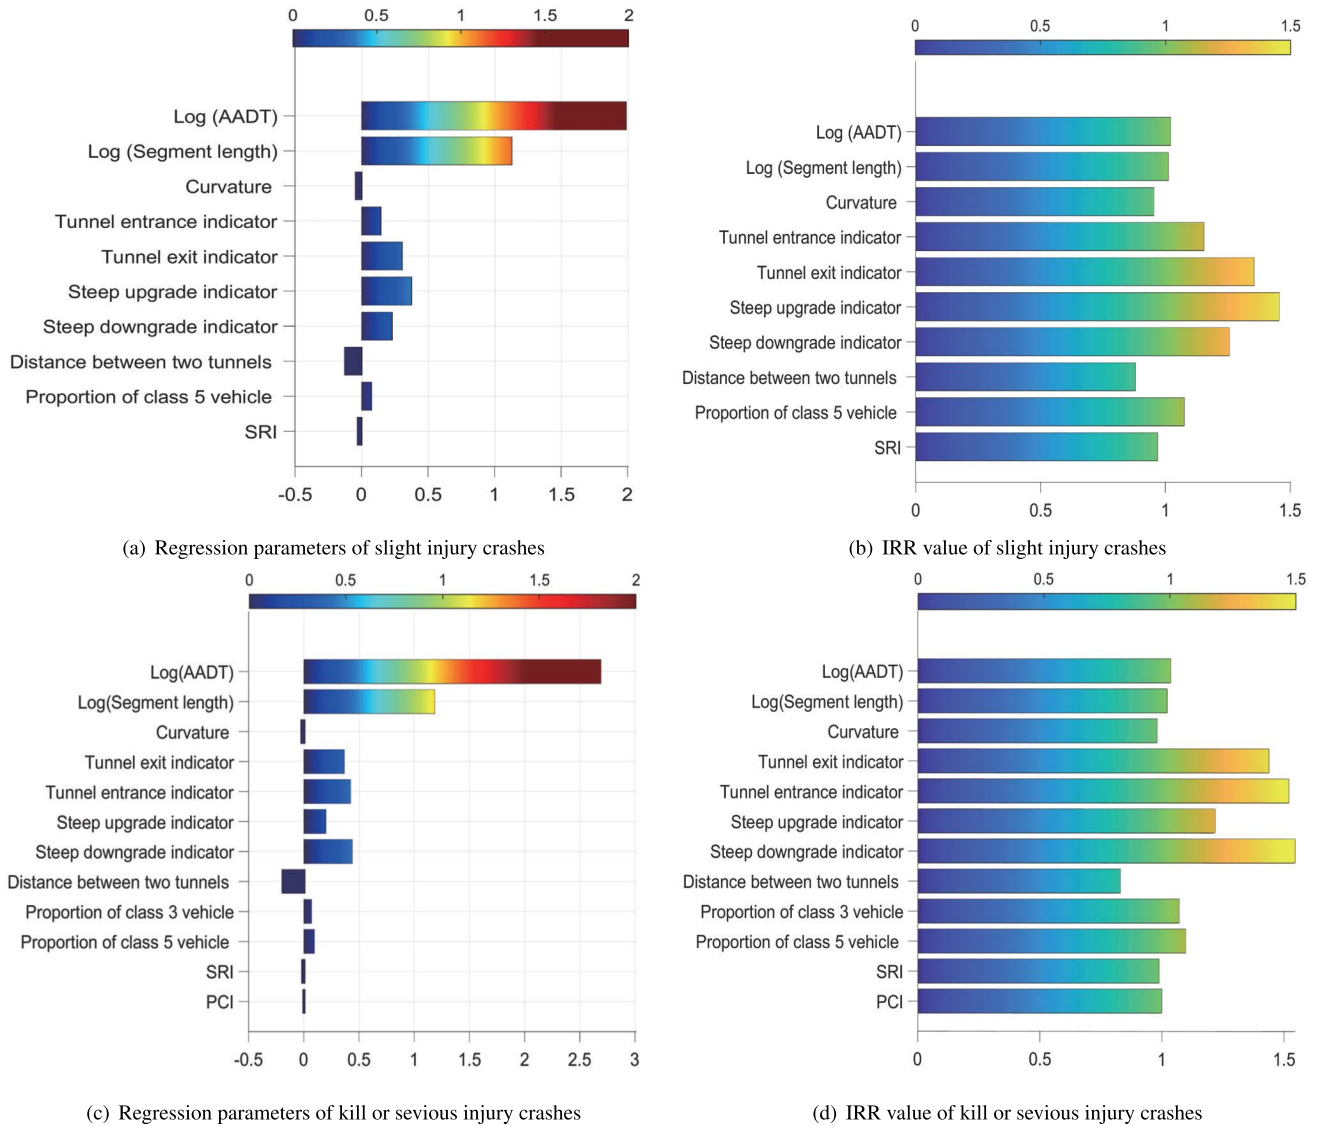 0 0.5 1 1.5 2
Log (AADT)
Log (Segment length)
Curvature
Tunnel entrance indicator
Tunnel exit indicator
Steep upgrade indicator
Steep downgrade indicator
Distance between two tunnels
Proportion of class 5 vehicle
SRI
-0.5 0 0.5 1 1.5 2
(a) Regression parameters of slight injury crashes
0 0.5 1 1.5
Log (AADT)
Log (Segment length)
Curvature
Tunnel entrance indicator
Tunnel exit indicator
Steep upgrade indicator
Steep downgrade indicator
Distance between two tunnels
Proportion of class 5 vehicle
SRI
0 0.5 1 1.5
(b) IRR value of slight injury crashes
0 0.5 1 1.5 2
Log(AADT)
Log(Segment length)
Curvature
Tunnel exit indicator
Tunnel entrance indicator
Steep upgrade indicator
Steep downgrade indicator
Distance between two tunnels
Proportion of class 3 vehicle
Proportion of class 5 vehicle
SRI
PCI
-0.5 0 0.5 1 1.5 2 2.5 3
(c) Regression parameters of kill or sevious injury crashes
0 0.5 1 1.5
Log(AADT)
Log(Segment length)
Curvature
Tunnel exit indicator
Tunnel entrance indicator
Steep upgrade indicator
Steep downgrade indicator
Distance between two tunnels
Proportion of class 3 vehicle
Proportion of class 5 vehicle
SRI
PCI
0 0.5 1 1.5
(d) IRR value of kill or sevious injury crashes